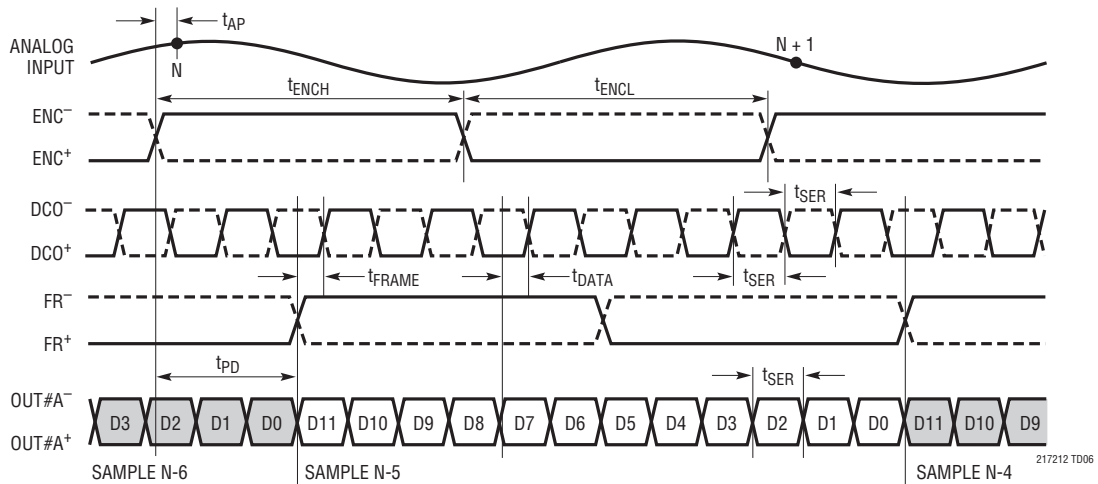 tAP
ANALOG
INPUT
N
N + 1
tENCH
tENCL
ENC–
ENC+
DCO–
DCO+
tSER
tFRAME
tDATA
tSER
FR–
FR+
tPD
tSER
OUT#A–
OUT#A+
D3 D2 D1 D0 D11 D10 D9 D8 D7 D6 D5 D4 D3 D2 D1 D0 D11 D10 D9
SAMPLE N-6
SAMPLE N-5
SAMPLE N-4
217212 TD06